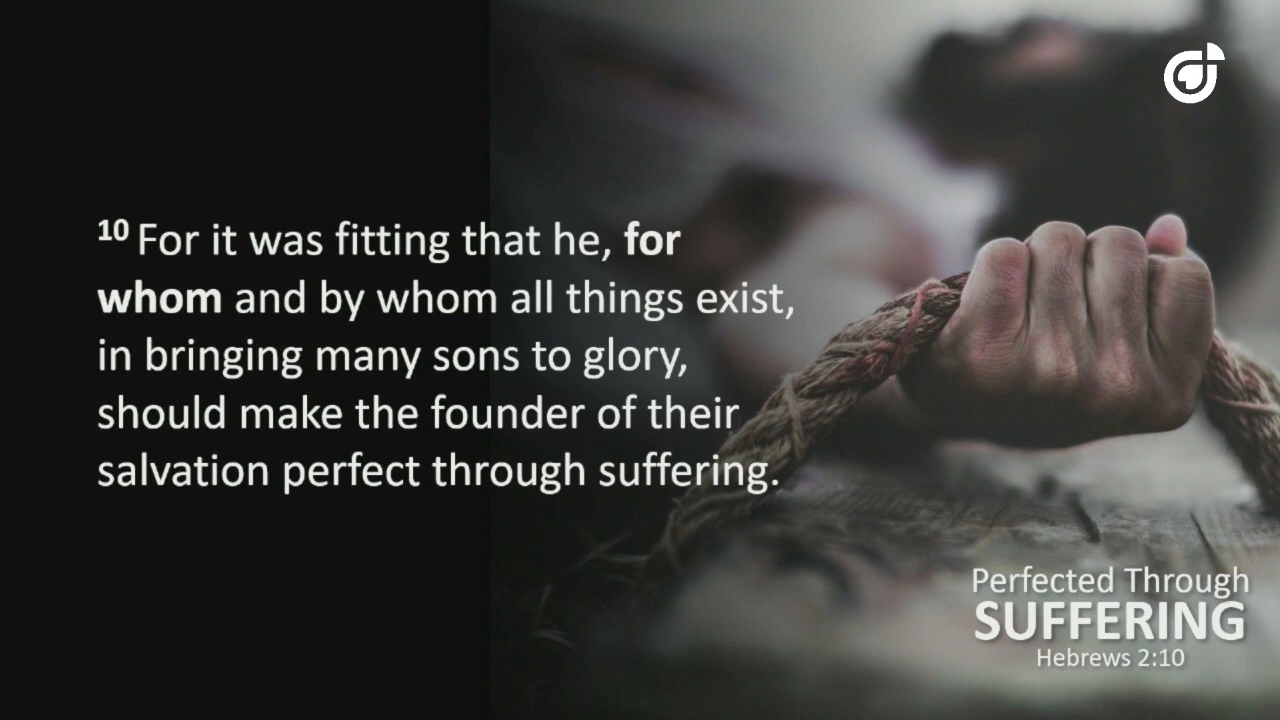 10 For it was fitting that he, for
whom and by whom all things exist,
in bringing many sons to glory,
should make the founder of their
salvation perfect through suffering.
Perfected Through
SUFFERING
Hebrews 2:10